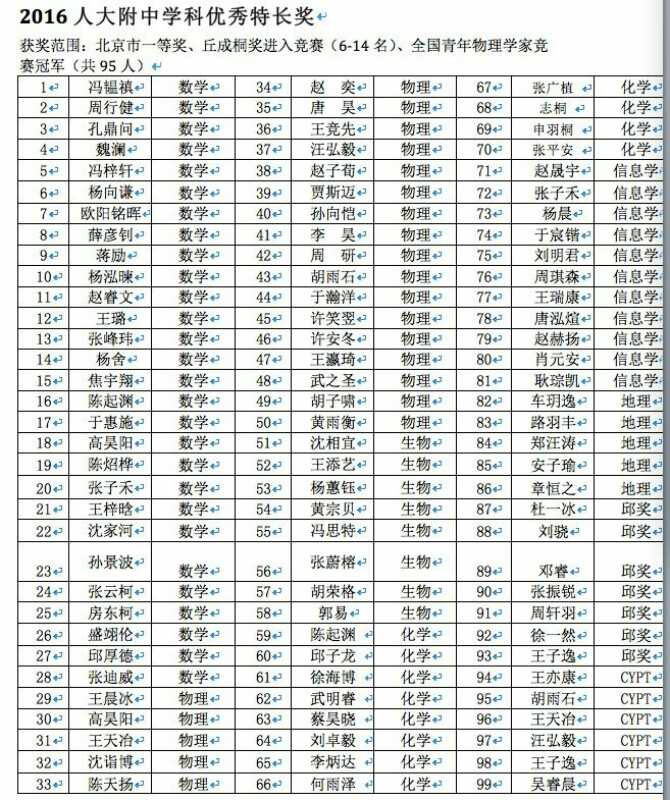 2016 人大附中学科优秀特长奖
获奖范围：北京市一等奖、丘成桐奖进入竞赛（6-14 名）、全国青年物理学家竞
赛冠军（共 95 人）
1 冯韫禛 数学 34 赵 奕 物理 67 张广植 化学
2 周行健 数学 35 唐 昊 物理 68 志桐 化学
3 孔鼎问 数学 36 王竞先 物理 69 申羽桐 化学
4 魏澜 数学 37 汪弘毅 物理 70 张平安 化学
5 冯梓轩 数学 38 赵子荀 物理 71 赵晟宇 信息学
6 杨向谦 数学 39 贾斯迈 物理 72 张子禾 信息学
7 欧阳铭晖 数学 40 孙向恺 物理 73 杨晨 信息学
8 薛彦钊 数学 41 李 昊 物理 74 于宸锴 信息学
9 蒋励 数学 42 周 研 物理 75 刘明君 信息学
10 杨泓暕 数学 43 胡雨石 物理 76 周琪森 信息学
11 赵睿文 数学 44 于瀚洋 物理 77 王瑞康 信息学
12 王璐 数学 45 许笑翌 物理 78 唐泓煊 信息学
13 张峰玮 数学 46 许安冬 物理 79 赵赫扬 信息学
14 杨舍 数学 47 王瀛琦 物理 80 肖元安 信息学
15 焦宇翔 数学 48 武之圣 物理 81 耿琮凯 信息学
16 陈起渊 数学 49 胡子啸 物理 82 车玥逸 地理
17 于惠施 数学 50 黄雨衡 物理 83 路羽丰 地理
18 高昊阳 数学 51 沈相宜 生物 84 郑汪涛 地理
19 陈炤桦 数学 52 王添艺 生物 85 安子瑜 地理
20 张子禾 数学 53 杨蕙钰 生物 86 章恒之 地理
21 王梓晗 数学 54 黄宗贝 生物 87 杜一冰 邱奖
22 沈家河 数学 55 冯思特 生物 88 刘骁 邱奖
23 孙景波 数学 56 张蔚榕 生物 89 邓睿 邱奖
24 张云柯 数学 57 胡荣格 生物 90 张振锐 邱奖
25 房东柯 数学 58 郭易 生物 91 周轩羽 邱奖
26 盛翊伦 数学 59 陈起渊 化学 92 徐一然 邱奖
27 邱厚德 数学 60 邱子龙 化学 93 王子逸 邱奖
28 张迪威 数学 61 徐海博 化学 94 王亦康 CYPT
29 王晨冰 物理 62 武明睿 化学 95 胡雨石 CYPT
30 高昊阳 物理 63 蔡昊晓 化学 96 王天冶 CYPT
31 王天冶 物理 64 刘卓毅 化学 97 汪弘毅 CYPT
32 沈诣博 物理 65 李炳达 化学 98 王子逸 CYPT
33 陈天扬 物理 66 何雨泽 化学 99 吴睿晨 CYPT